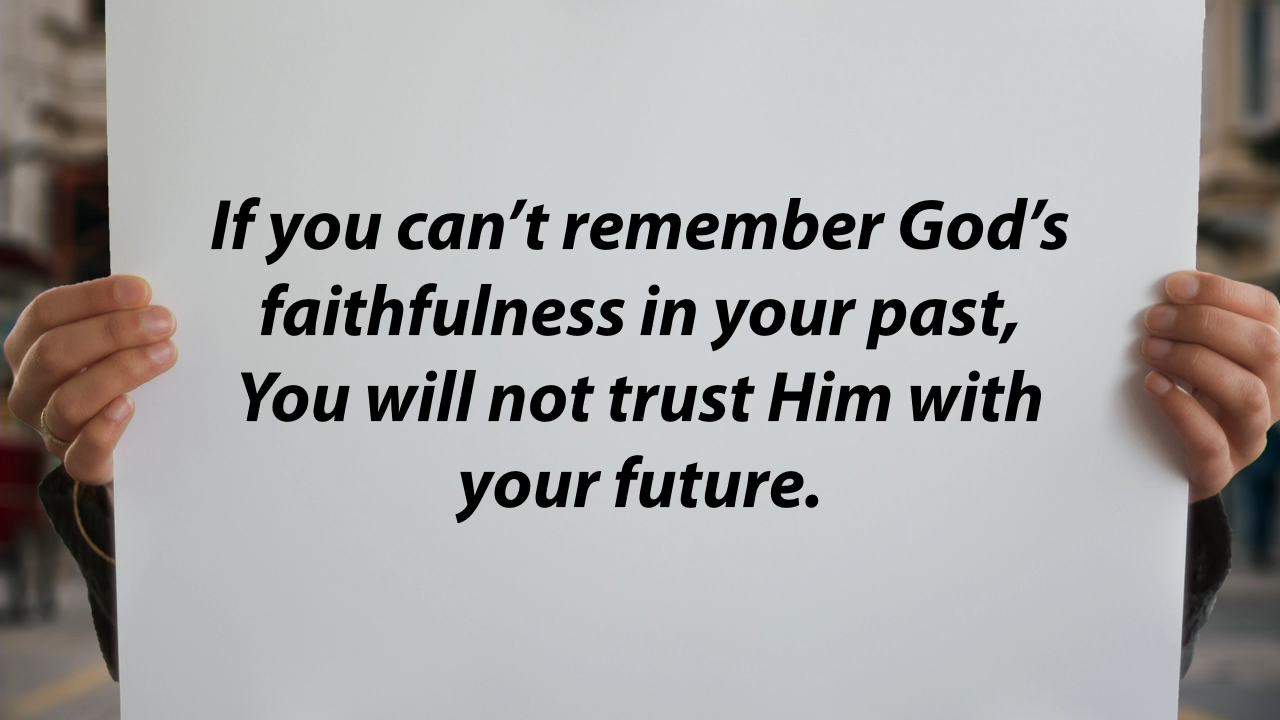 If you can’t remember God’s
faithfulness in your past,
You will not trust Him with
your future.